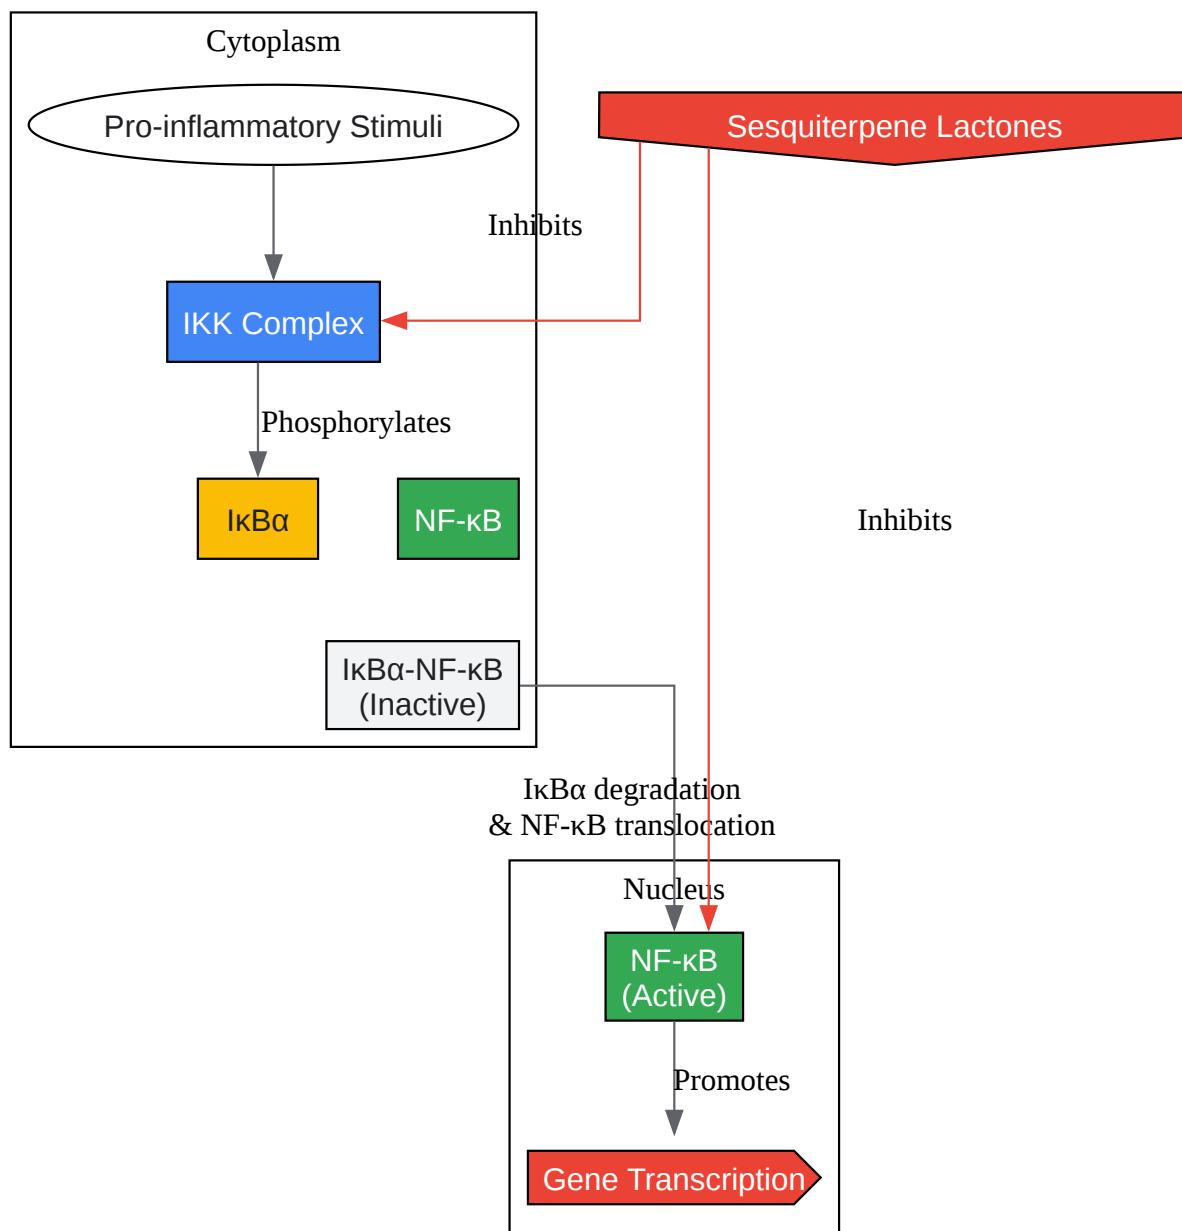 Cytoplasm
Pro-inflammatory Stimuli
Sesquiterpene Lactones
Inhibits
IKK Complex
Phosphorylates
IκBα
NF-κB
Inhibits
IκBα-NF-κB
(Inactive)
IκBα degradation
& NF-κB translocation
Nucleus
NF-κB
(Active)
Promotes
Gene Transcription